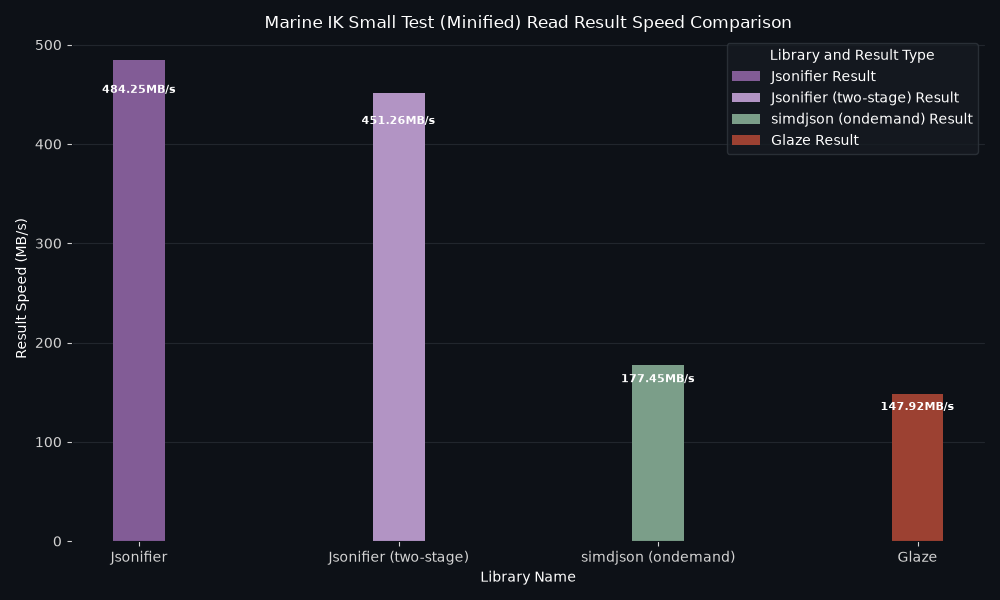 Marine IK Small Test (Minified) Read Result Speed Comparison
Result Speed (MB/s)
500
400
300
200
100
0
484.25MB/s
451.26MB/s
177.45MB/s
147.92MB/s
Library and Result Type
Jsonifier Result
Jsonifier (two-stage) Result
simdjson (ondemand) Result
Glaze Result
Jsonifier
Jsonifier (two-stage)
simdjson (ondemand)
Glaze
Library Name